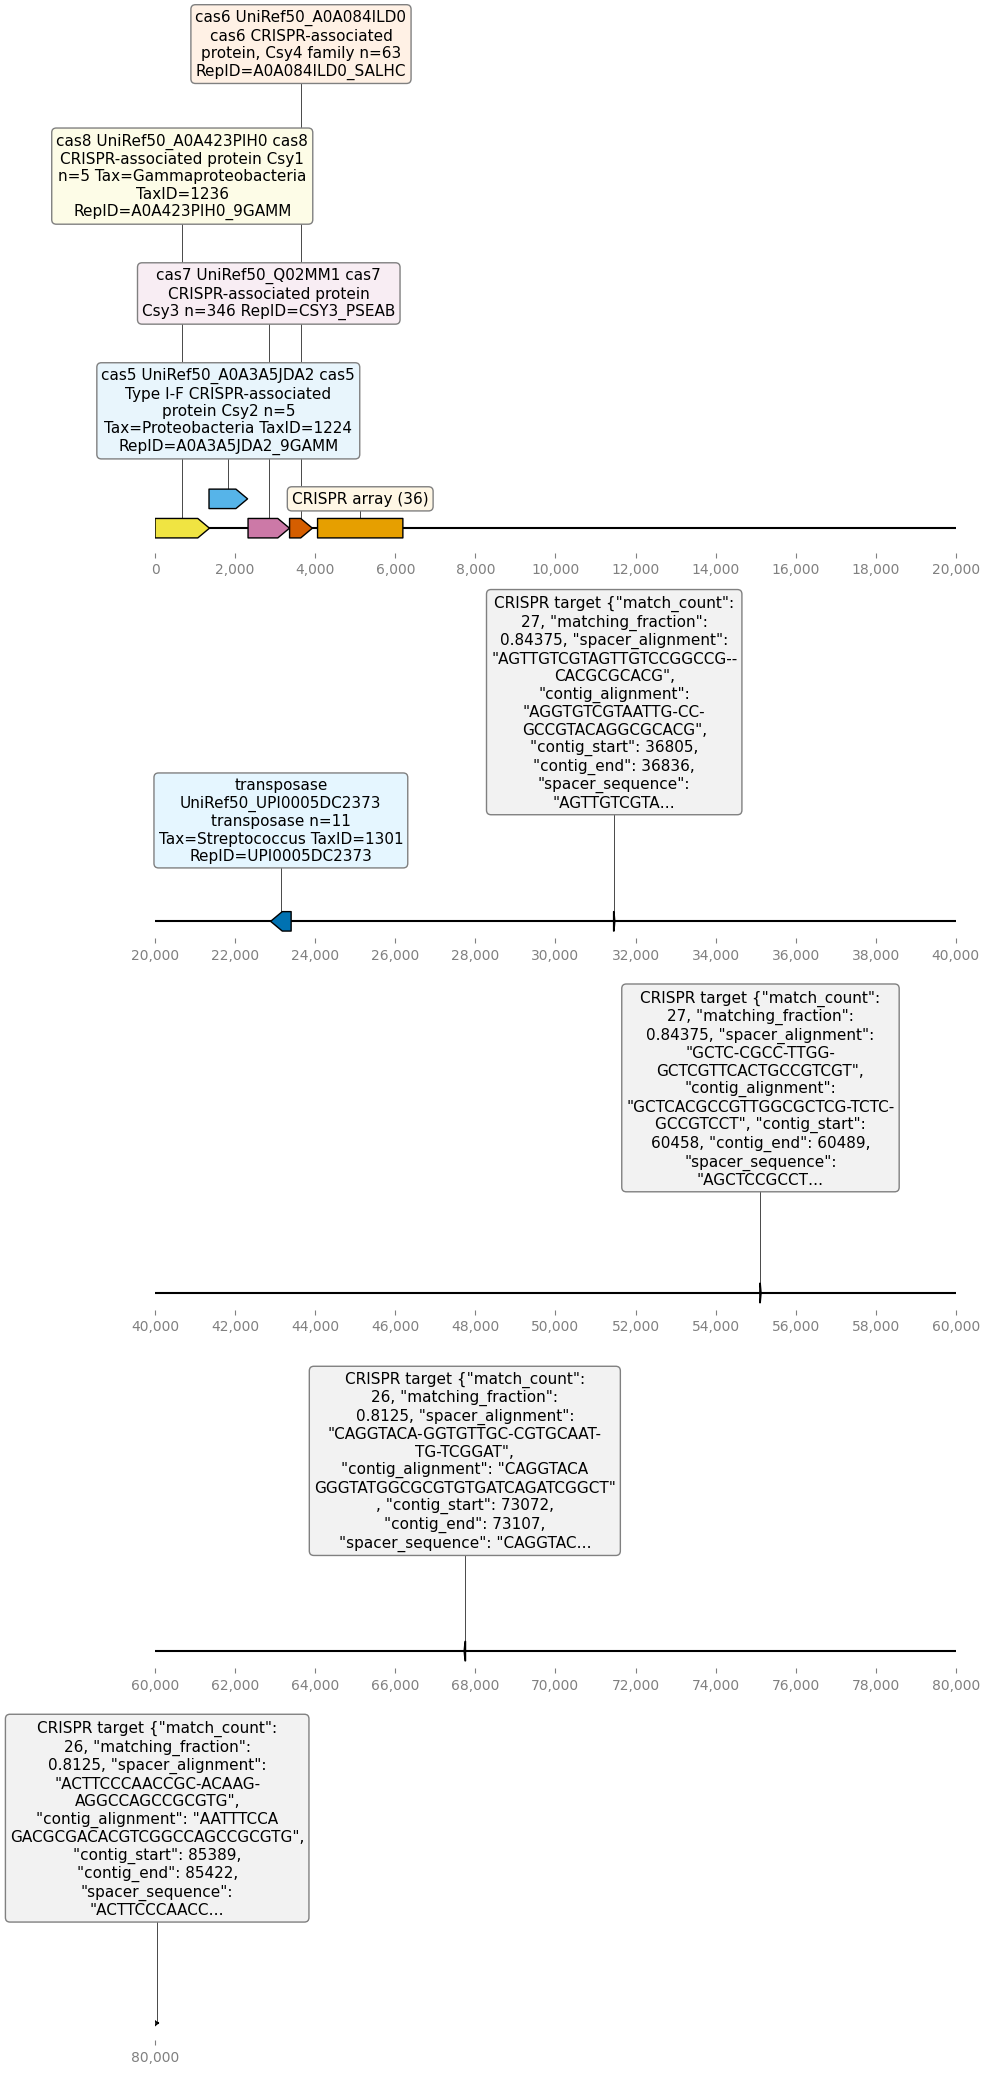 cas6 UniRef50_A0A084ILD0
cas6 CRISPR-associated
protein, Csy4 family n=63
RepID=A0A084ILD0_SALHC
cas8 UniRef50_A0A423PIH0 cas8
CRISPR-associated protein Csy1
n=5 Tax=Gammaproteobacteria
TaxID=1236
RepID=A0A423PIH0_9GAMM
cas7 UniRef50_Q02MM1 cas7
CRISPR-associated protein
Csy3 n=346 RepID=CSY3_PSEAB
cas5 UniRef50_A0A3A5JDA2 cas5
Type I-F CRISPR-associated
protein Csy2 n=5
Tax=Proteobacteria TaxID=1224
RepID=A0A3A5JDA2_9GAMM
CRISPR array (36)
0 2,000 4,000 6,000 8,000 10,000 12,000 14,000 16,000 18,000 20,000
CRISPR target {"match_count":
27, "matching_fraction":
0.84375, "spacer_alignment":
"AGTTGTCGTAGTTGTCCGGCCG--
CACGCGCACG",
"contig_alignment":
"AGGTGTCGTAATTG-CC-
GCCGTACAGGCGCACG",
"contig_start": 36805,
"contig_end": 36836,
"spacer_sequence":
"AGTTGTCGTA…
transposase
UniRef50_UPI0005DC2373
transposase n=11
Tax=Streptococcus TaxID=1301
RepID=UPI0005DC2373
20,000 22,000 24,000 26,000 28,000 30,000 32,000 34,000 36,000 38,000 40,000
CRISPR target {"match_count":
27, "matching_fraction":
0.84375, "spacer_alignment":
"GCTC-CGCC-TTGG-
GCTCGTTCACTGCCGTCGT",
"contig_alignment":
"GCTCACGCCGTTGGCGCTCG-TCTC-
GCCGTCCT", "contig_start":
60458, "contig_end": 60489,
"spacer_sequence":
"AGCTCCGCCT…
40,000 42,000 44,000 46,000 48,000 50,000 52,000 54,000 56,000 58,000 60,000
CRISPR target {"match_count":
26, "matching_fraction":
0.8125, "spacer_alignment":
"CAGGTACA-GGTGTTGC-CGTGCAAT-
TG-TCGGAT",
"contig_alignment": "CAGGTACA
GGGTATGGCGCGTGTGATCAGATCGGCT"
, "contig_start": 73072,
"contig_end": 73107,
"spacer_sequence": "CAGGTAC…
60,000 62,000 64,000 66,000 68,000 70,000 72,000 74,000 76,000 78,000 80,000
CRISPR target {"match_count":
26, "matching_fraction":
0.8125, "spacer_alignment":
"ACTTCCCAACCGC-ACAAG-
AGGCCAGCCGCGTG",
"contig_alignment": "AATTTCCA
GACGCGACACGTCGGCCAGCCGCGTG",
"contig_start": 85389,
"contig_end": 85422,
"spacer_sequence":
"ACTTCCCAACC…
80,000